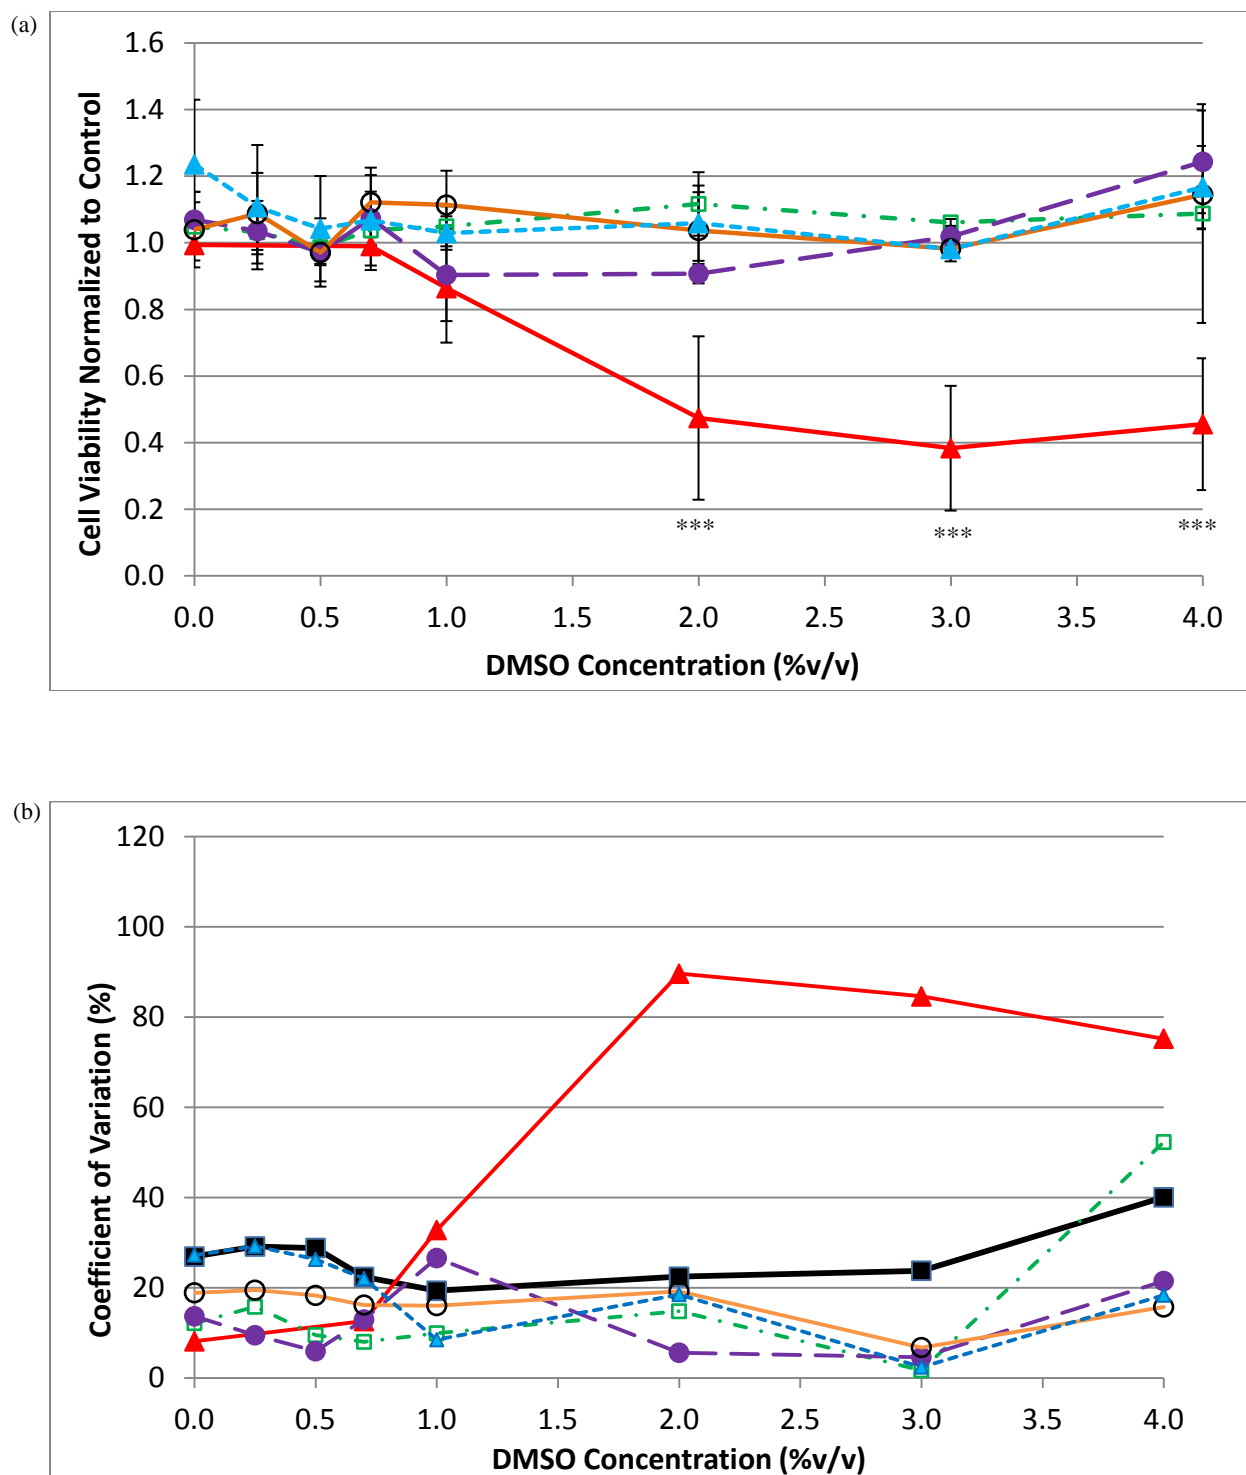 (a)
1.6
1.4
1.2
1.0
0.8
0.6
0.4
0.2
0.0
Cell Viability Normalized to Control
*** *** ***
0.0 0.5 1.0 1.5 2.0 2.5 3.0 3.5 4.0
DMSO Concentration (%v/v)
(b)
120
100
80
60
40
20
0
Coefficient of Variation (%)
0.0 0.5 1.0 1.5 2.0 2.5 3.0 3.5 4.0
DMSO Concentration (%v/v)